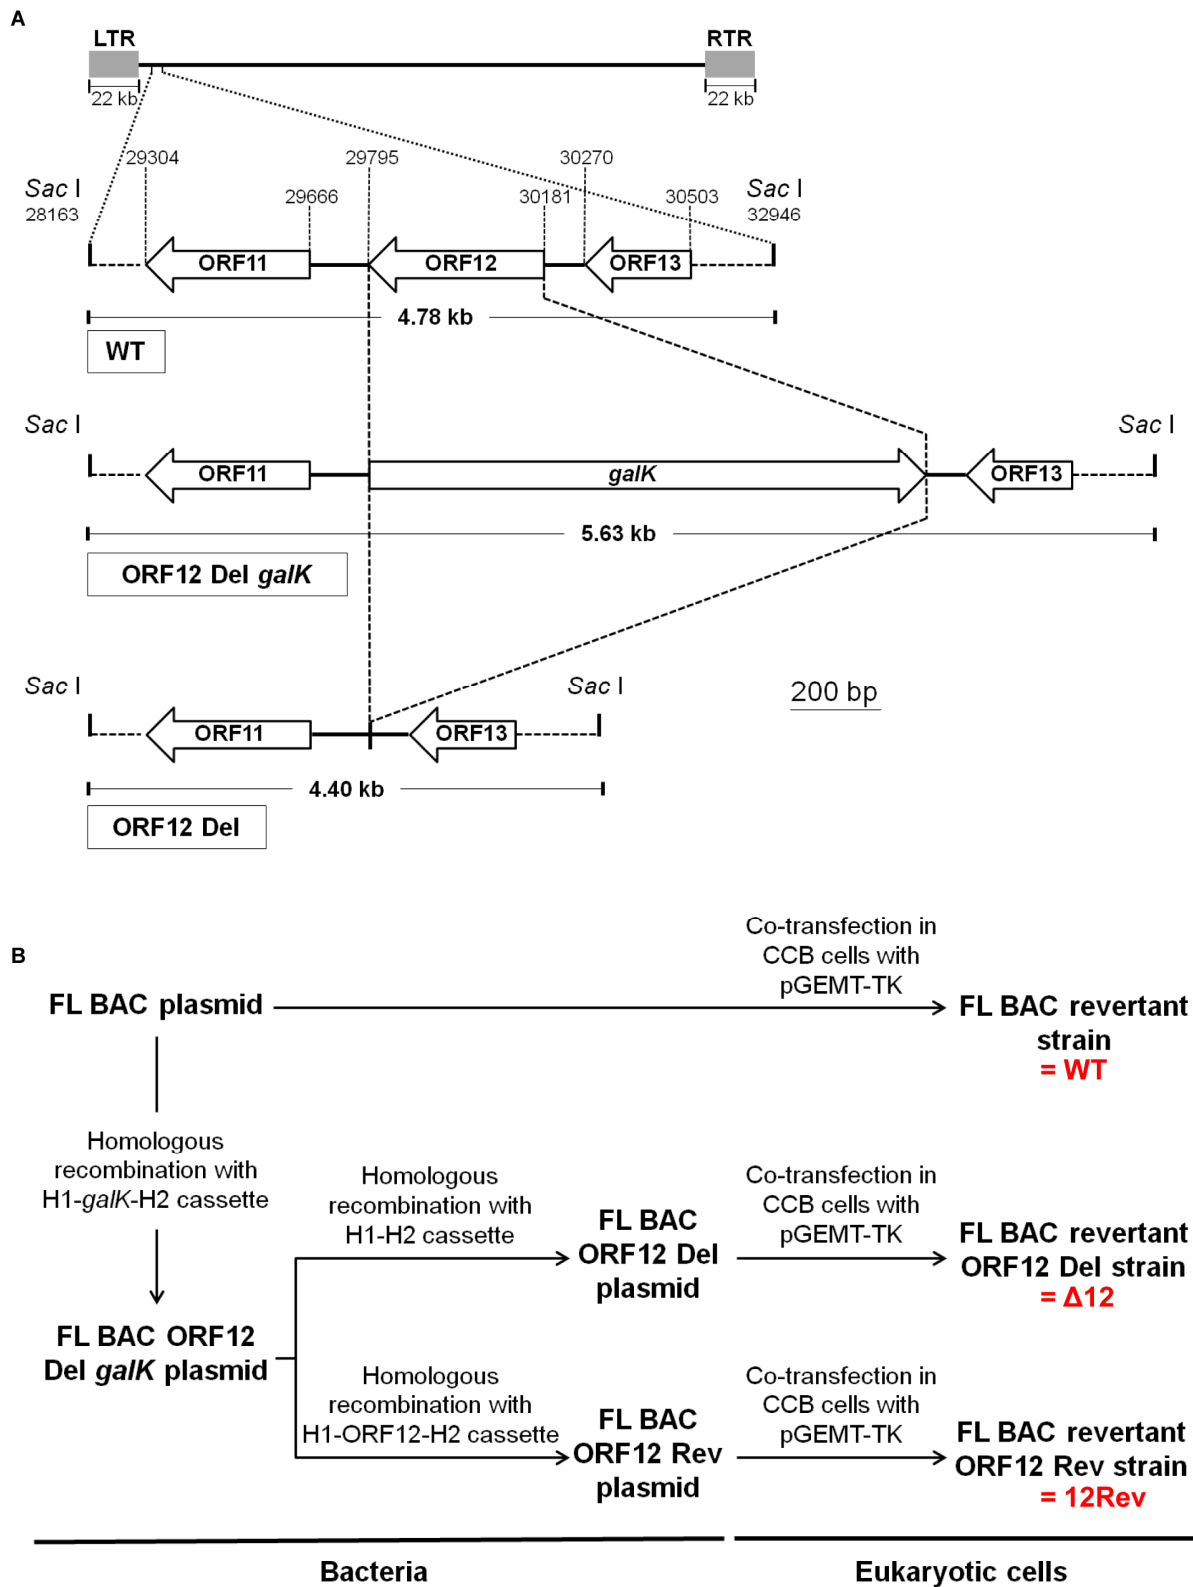 A
LTR
RTR
22 kb
22 kb
29304
29795
30270
Sac I
28163
29666
30181
30503
Sac I
32946
ORF11
ORF12
ORF13
4.78 kb
WT
Sac I
Sac I
ORF11
galK
ORF13
5.63 kb
ORF12 Del galK
Sac I
Sac I
200 bp
ORF11
ORF13
4.40 kb
ORF12 Del
B
Co-transfection in
CCB cells with
pGEMT-TK
FL BAC plasmid
FL BAC revertant
strain
= WT
Homologous
recombination with
H1-galK-H2 cassette
Homologous
recombination with
H1-H2 cassette
FL BAC
ORF12 Del
plasmid
Co-transfection in
CCB cells with
pGEMT-TK
FL BAC revertant
ORF12 Del strain
= Δ12
FL BAC ORF12
Del galK plasmid
Homologous
recombination with
H1-ORF12-H2 cassette
FL BAC
ORF12 Rev
plasmid
Co-transfection in
CCB cells with
pGEMT-TK
FL BAC revertant
ORF12 Rev strain
= 12Rev
Bacteria
Eukaryotic cells